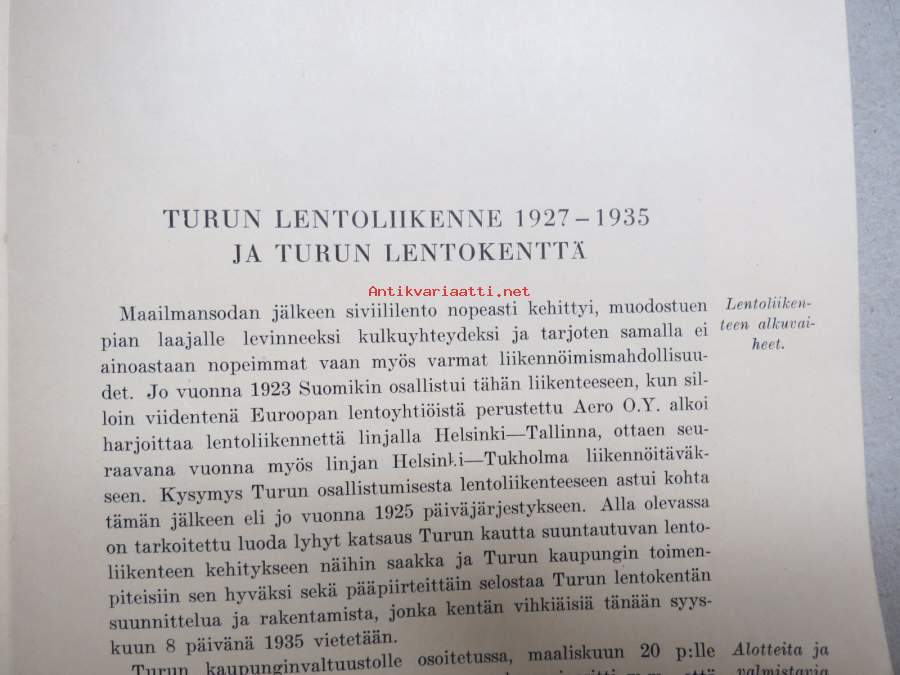 TURUN LENTOLIIKENNE 1927–1935
JA TURUN LENTOKENTTÄ
Antikvariaatti.net
Maailmansodan jälkeen siviililento nopeasti kehittyi, muodostuen
pian laajalle levinneeksi kulkuyhteydeksi ja tarjoten samalla ei
ainoastaan nopeimmat vaan myös varmat liikennöimismahdollisuu-
det. Jo vuonna 1923 Suomikin osallistui tähän liikenteeseen, kun sil-
loin viidentenä Euroopan lentoyhtiöistä perustettu Aero O.Y. alkoi
harjoittaa lentoliikennettä linjalla Helsinki—Tallinna, ottaen seu-
raavana vuonna myös linjan Helsinki—Tukholma liikennöitäväk-
seen. Kysymys Turun osallistumisesta lentoliikenteeseen astui kohta
tämän jälkeen eli jo vuonna 1925 päiväjärjestykseen. Alla olevassa
on tarkoitettu luoda lyhyt katsaus Turun kautta suuntautuvan lento-
liikenteen kehitykseen näihin saakka ja Turun kaupungin toimen-
piteisiin sen hyväksi sekä pääpiirteittäin selostaa Turun lentokentän
suunnittelua ja rakentamista, jonka kentän vihkiäisiä tänään syys-
kuun 8 päivänä 1935 vietetään.
Turun kaupunginvaltuustolle osoitetussa, maaliskuun 20 p:lle
Lentoliiken-
teen alkuvai-
heet.
Alotteita ja
valmistavia